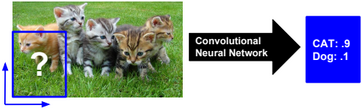 ?
Convolutional
Neural Network
CAT: .9
Dog: .1